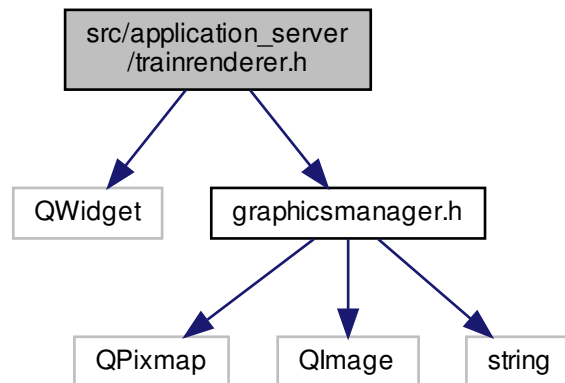 src/application_server
/trainrenderer.h
QWidget
graphicsmanager.h
QPixmap
QImage
string